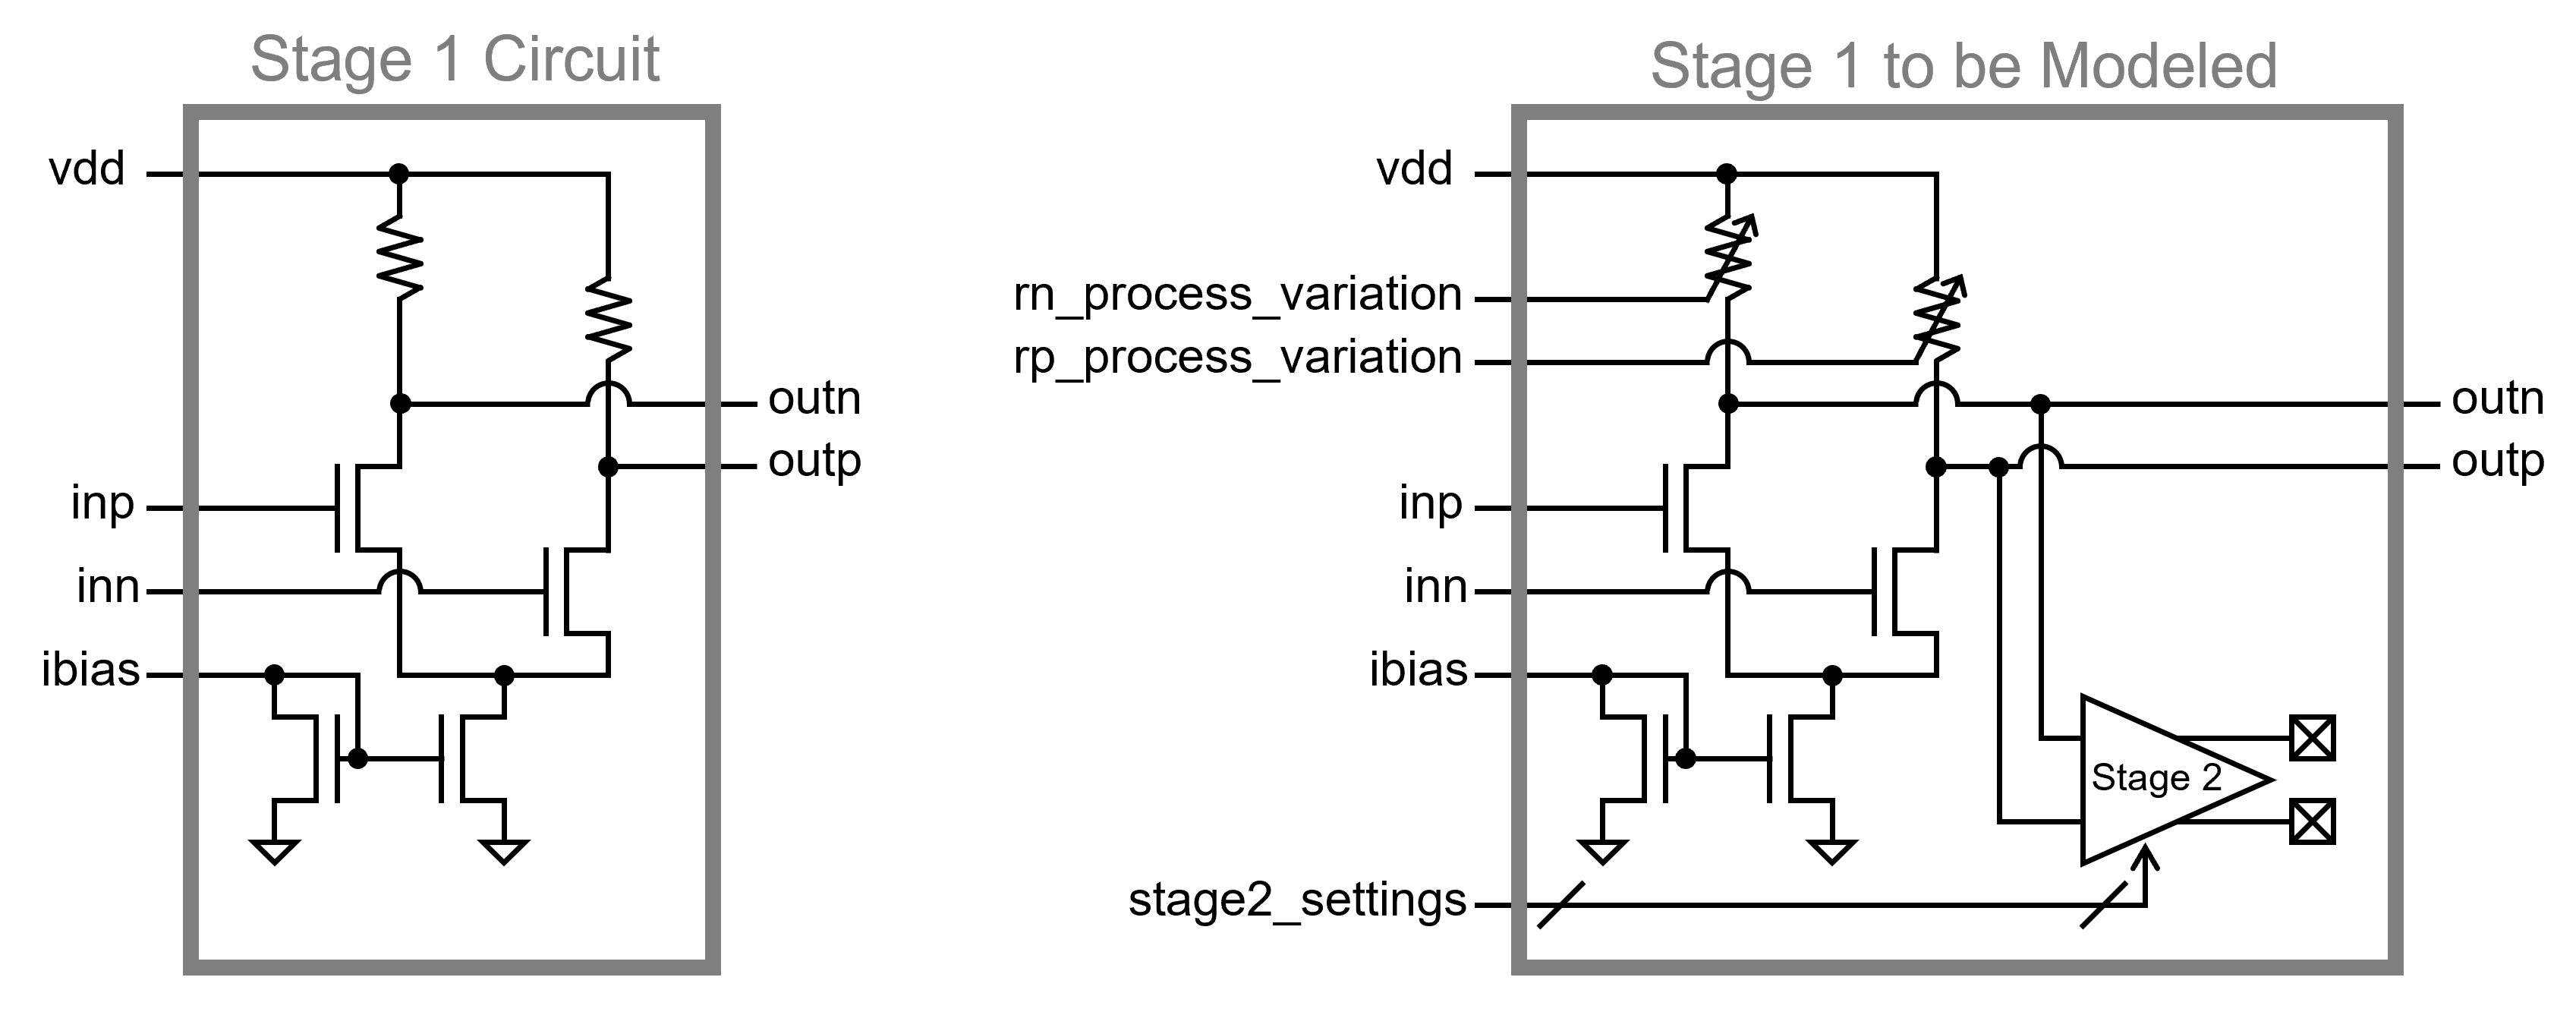 Stage 1 Circuit
vdd
outn
outp
inp
inn
ibias
Stage 1 to be Modeled
vdd
rn_process_variation
rp_process_variation
outn
outp
inp
inn
ibias
Stage 2
stage2_settings